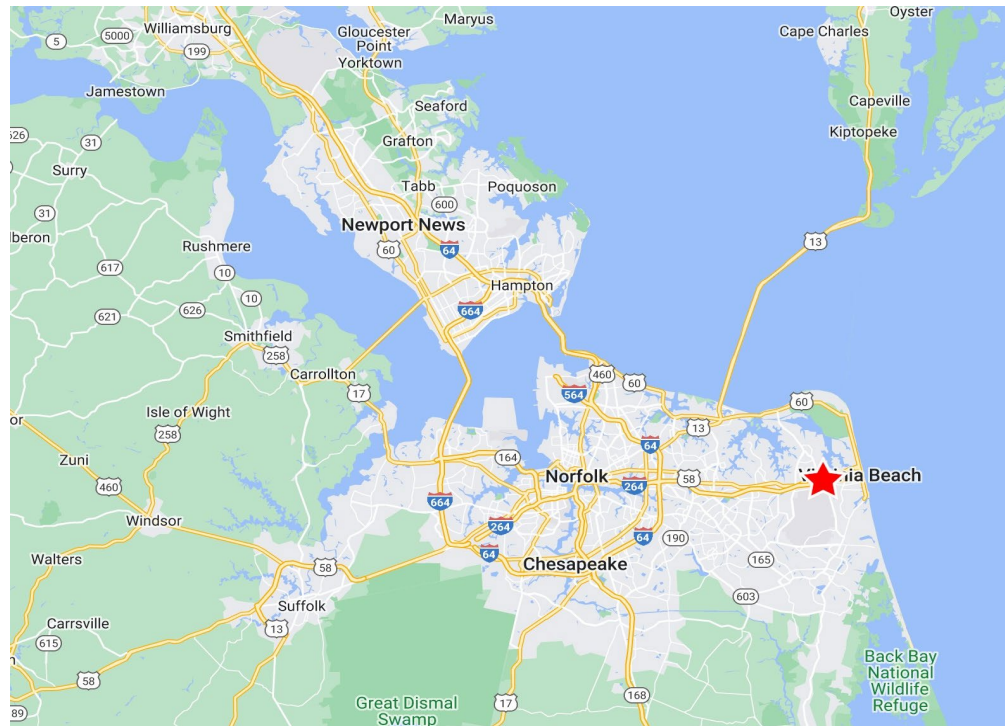 Maryus
Oyster
Williamsburg
Gloucester
Point
Cape Charles
5
5000
199
Yorktown
Jamestown
Seaford
Capeville
626
31
Grafton
Kiptopeke
Surry
Tabb
Poquoson
600
31
Newport News
13
60
64
Rushmere
617
10
Hampton
10
626
664
621
Smithfield
258
Carrollton
460
60
17
564
60
Isle of Wight
13
64
258
Zuni
164
Norfolk
58
Virginia Beach
460
264
664
Windsor
264
64
190
Walters
58
64
Chesapeake
165
603
Suffolk
Carrsville
13
615
Back Bay
National
Wildlife
Refuge
58
168
Great Dismal
Swamp
17
89